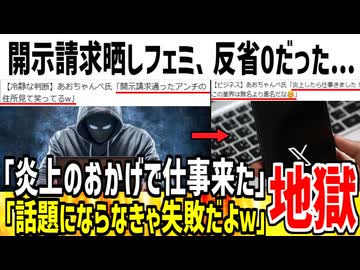 開示請求晒しフェミ、反省0だった...
【冷静な判断】あおちゃんぺ氏「開示請求通ったアンチの
住所見て笑ってるw」
【ビジネス】あおちゃんぺ氏「炎上したら仕事きました!
この業界は無名より悪名だな
X
「炎上のおかげで仕事来た」
「話題にならなきゃ失敗だよw」
地獄